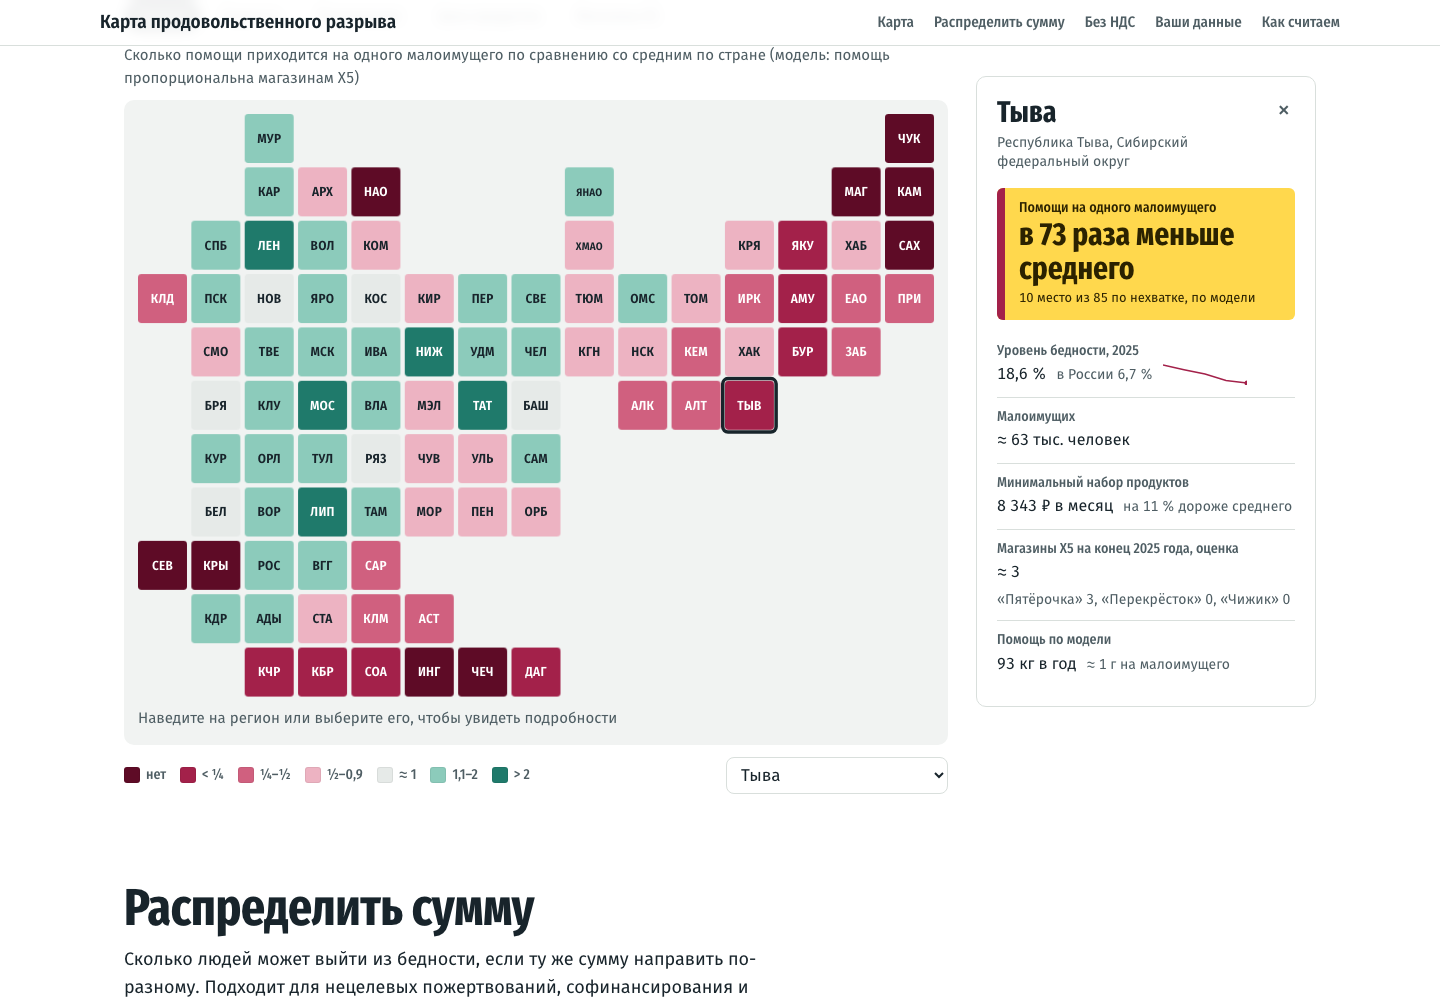 Карта продовольственного разрыва
Карта Распределить сумму Без НДС Ваши данные Как считаем
Сколько помощи приходится на одного малоимущего по сравнению со средним по стране (модель: помощь
пропорциональна магазинам X5)
МУР ЧУК
КАР АРХ НАО ЯНАО МАГ КАМ
СПБ ЛЕН ВОЛ КОМ ХМАО КРЯ ЯКУ ХАБ САХ
КЛД ПСК НОВ ЯРО КОС КИР ПЕР СВЕ ТЮМ ОМС ТОМ ИРК АМУ ЕАО ПРИ
СМО ТВЕ МСК ИВА НИЖ УДМ ЧЕЛ КГН НСК КЕМ ХАК БУР ЗАБ
БРЯ КЛУ МОС ВЛА МЭЛ ТАТ БАШ АЛК АЛТ ТЫВ
КУР ОРЛ ТУЛ РЯЗ ЧУВ УЛЬ САМ
БЕЛ ВОР ЛИП ТАМ МОР ПЕН ОРБ
СЕВ КРЫ РОС ВГГ САР
КДР АДЫ СТА КЛМ АСТ
КЧР КБР СОА ИНГ ЧЕЧ ДАГ
Наведите на регион или выберите его, чтобы увидеть подробности
нет < ¼ ¼–½ ½–0,9 ≈ 1 1,1–2 > 2
Тыва
Тыва ×
Республика Тыва, Сибирский
федеральный округ
Помощи на одного малоимущего
в 73 раза меньше
среднего
10 место из 85 по нехватке, по модели
Уровень бедности, 2025
18,6 % в России 6,7 %
Малоимущих
≈ 63 тыс. человек
Минимальный набор продуктов
8 343 ₽ в месяц на 11 % дороже среднего
Магазины X5 на конец 2025 года, оценка
≈ 3
«Пятёрочка» 3, «Перекрёсток» 0, «Чижик» 0
Помощь по модели
93 кг в год ≈ 1 г на малоимущего
Распределить сумму
Сколько людей может выйти из бедности, если ту же сумму направить по-
разному. Подходит для нецелевых пожертвований, софинансирования и